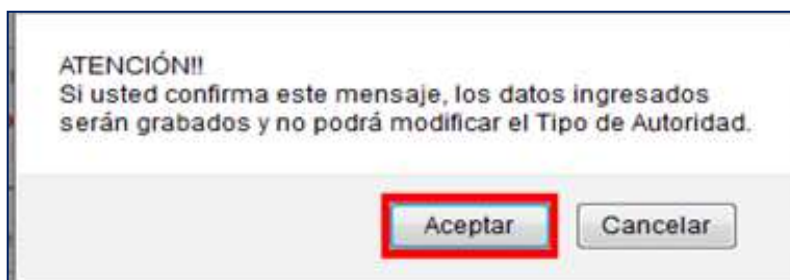 ATENCIÓN!!
Si usted confirma este mensaje, los datos ingresados
serán grabados y no podrá modificar el Tipo de Autoridad.
Aceptar Cancelar